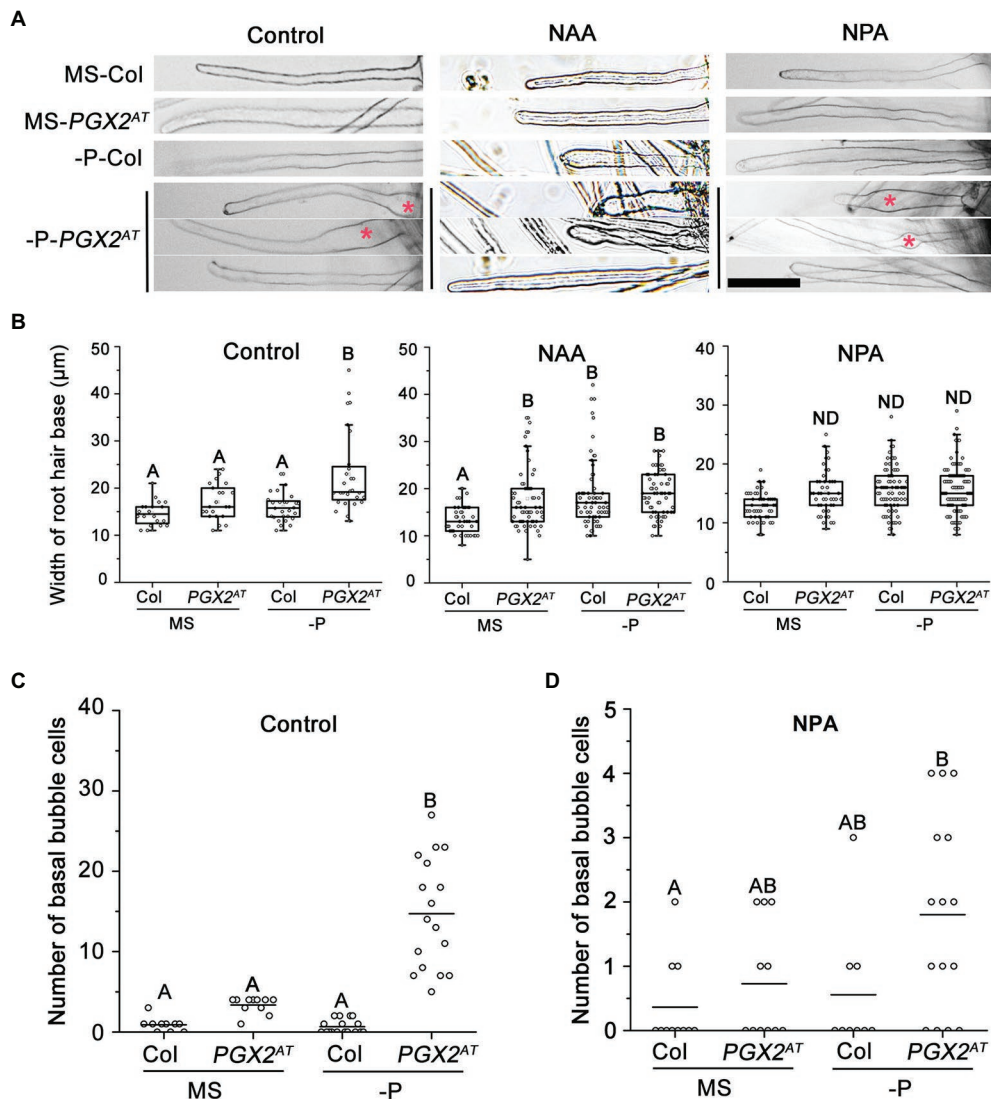 A
Control NAA NPA
MS-Col
MS-PGX2ᴬᵀ
-P-Col
* *
-P-PGX2ᴬᵀ * *
B
Control NAA NPA
Width of root hair base (μm)
50 50 40
40 40 30
30 30 20
20 20 10
10 10 0
0 0
A A A B
A B B B
ND ND ND
Col PGX2ᴬᵀ Col PGX2ᴬᵀ Col PGX2ᴬᵀ Col PGX2ᴬᵀ Col PGX2ᴬᵀ Col PGX2ᴬᵀ
MS -P MS -P MS -P
C
Control
Number of basal bubble cells
40
30
20
10
0
A A A B
Col PGX2ᴬᵀ Col PGX2ᴬᵀ
MS -P
D
NPA
Number of basal bubble cells
5
4
3
2
1
0
A AB AB B
Col PGX2ᴬᵀ Col PGX2ᴬᵀ
MS -P